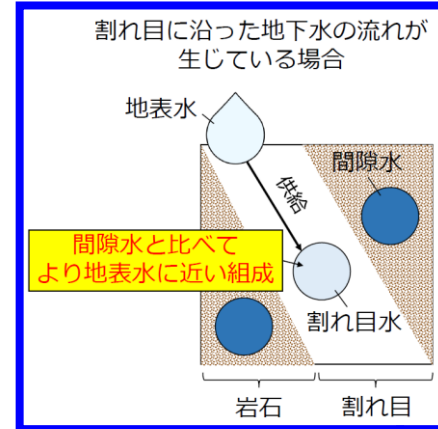 割れ目に沿った地下水の流れが
生じている場合
地表水
間隙水
供給
間隙水と比べて
より地表水に近い組成
割れ目水
岩石
割れ目